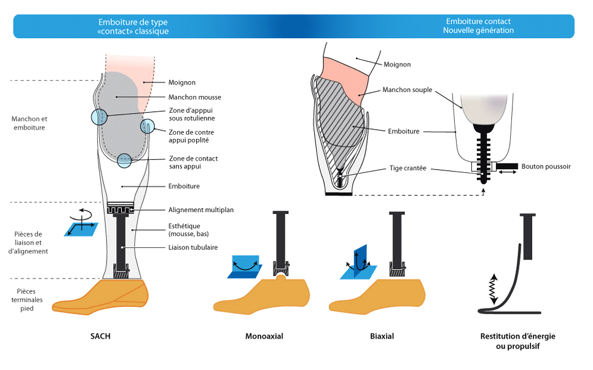 Emboiture de type
«contact» classique
Emboiture contact
Nouvelle génération
Manchon et
emboiture
Pièces de
liaison et
d'alignement
Pièces
terminales
pied
Moignon
Manchon mousse
Zone d'apppui
sous rotulienne
Zone de contre
appui poplité
Zone de contact
sans appui
Emboiture
Alignement multiplan
Esthétique
(mousse, bas)
Liaison tubulaire
Moignon
Manchon souple
Emboiture
Tige crantée
Bouton poussoir
SACH
Monoaxial
Biaxial
Restitution d'énergie
ou propulsif